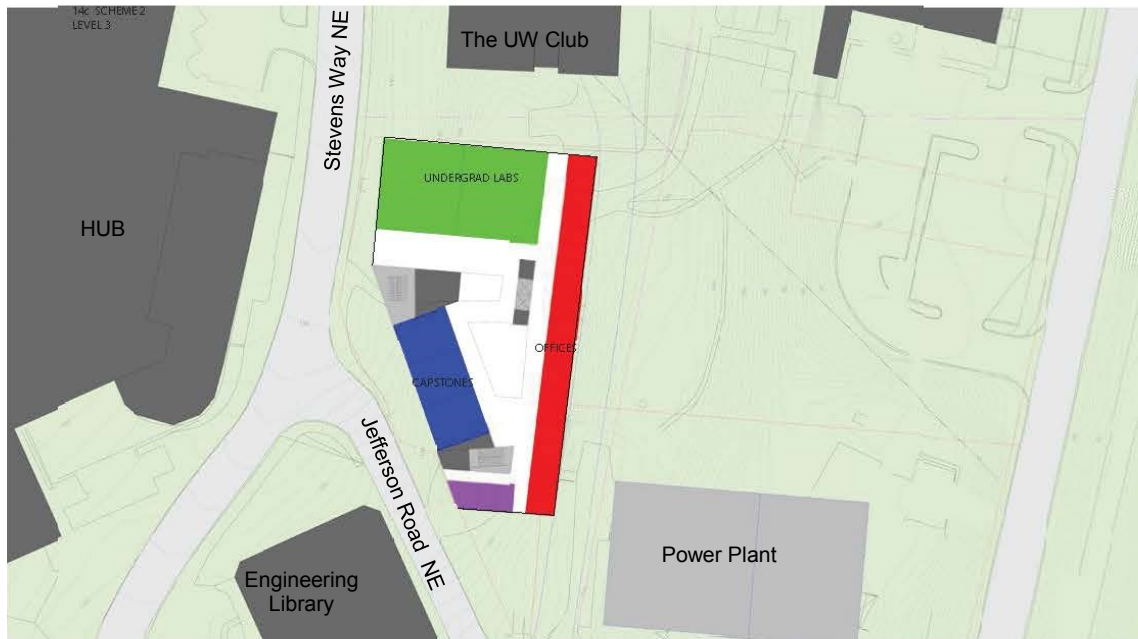 14c SCHEME 2
LEVEL 3
Stevens Way NE
The UW Club
UNDERGRAD LABS
HUB
OFFICES
CAPSTONES
Jefferson Road NE
Power Plant
Engineering
Library